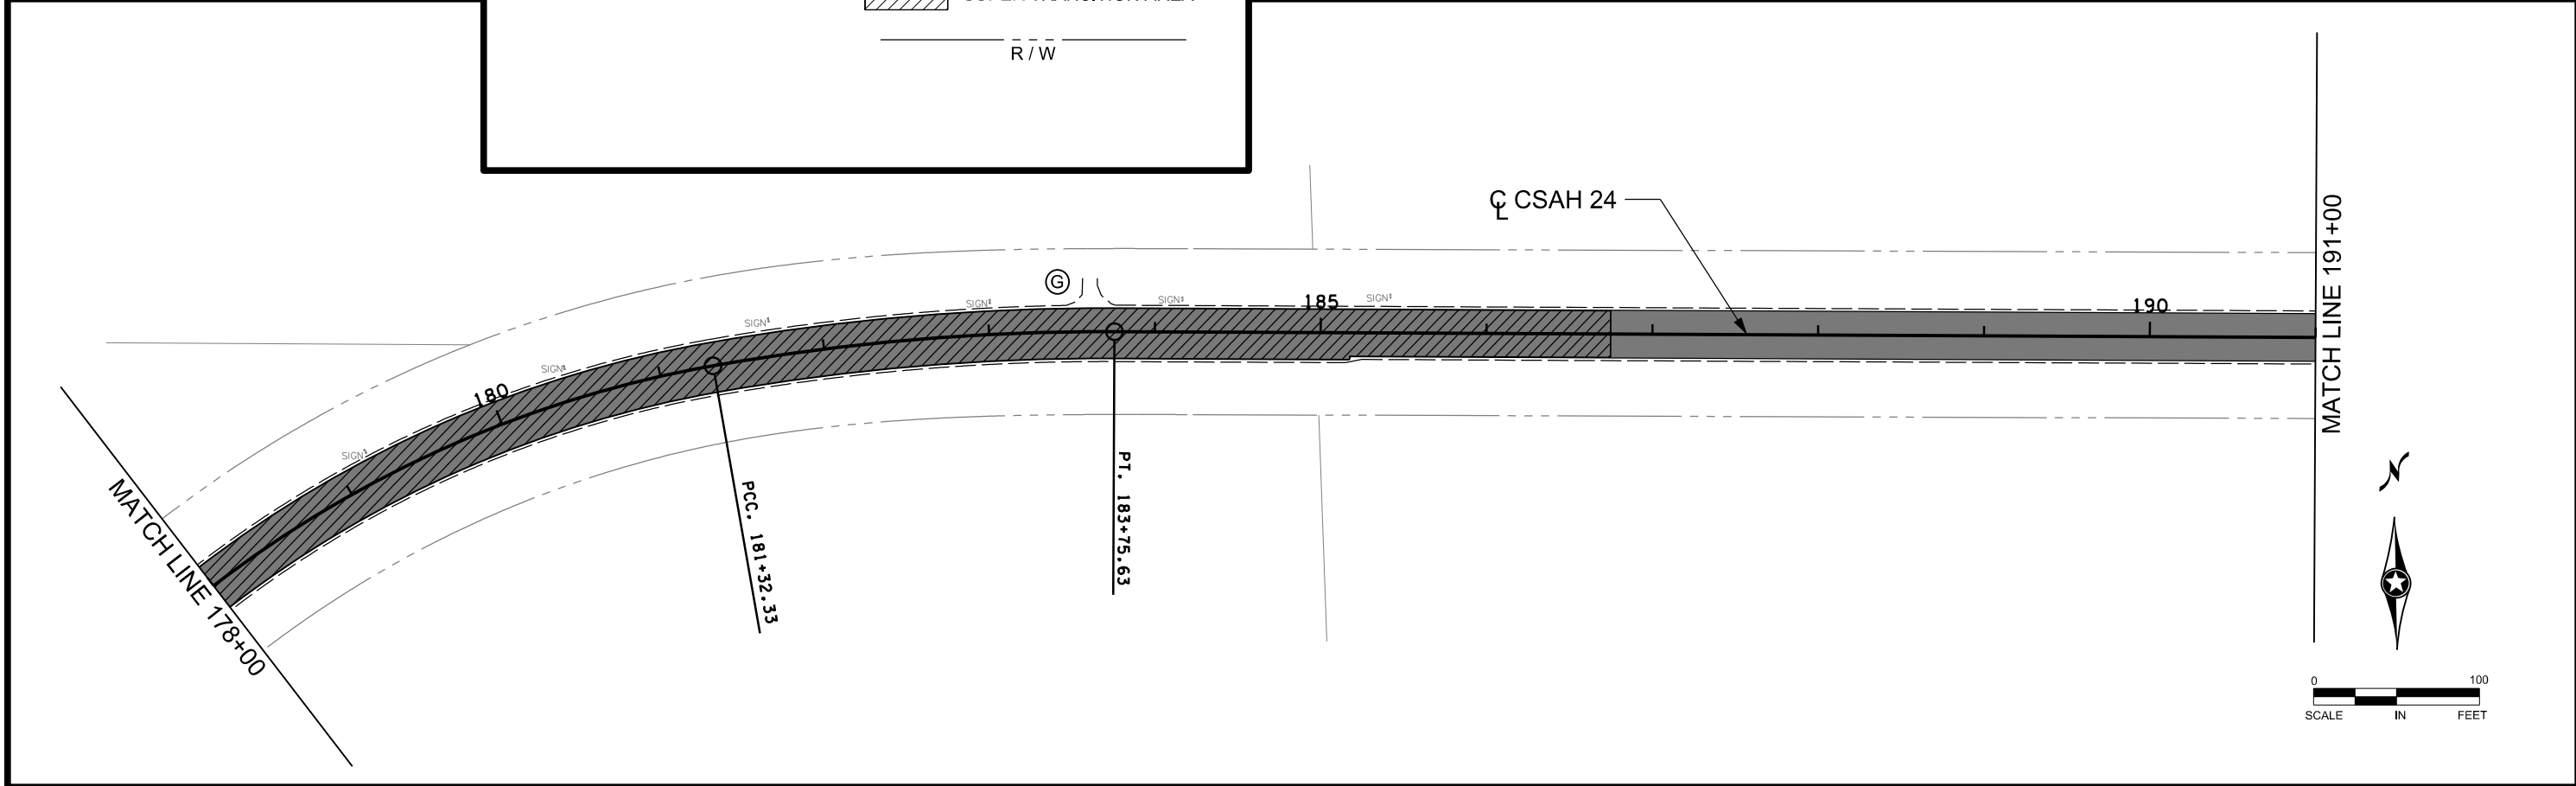 R / W
CL CSAH 24
G
SIGN
SIGN
SIGN
185
190
SIGN
SIGN
180
SIGN
MATCH LINE 178+00
PCC. 181+32.33
PT. 183+75.63
MATCH LINE 191+00
N
0 100
SCALE IN FEET